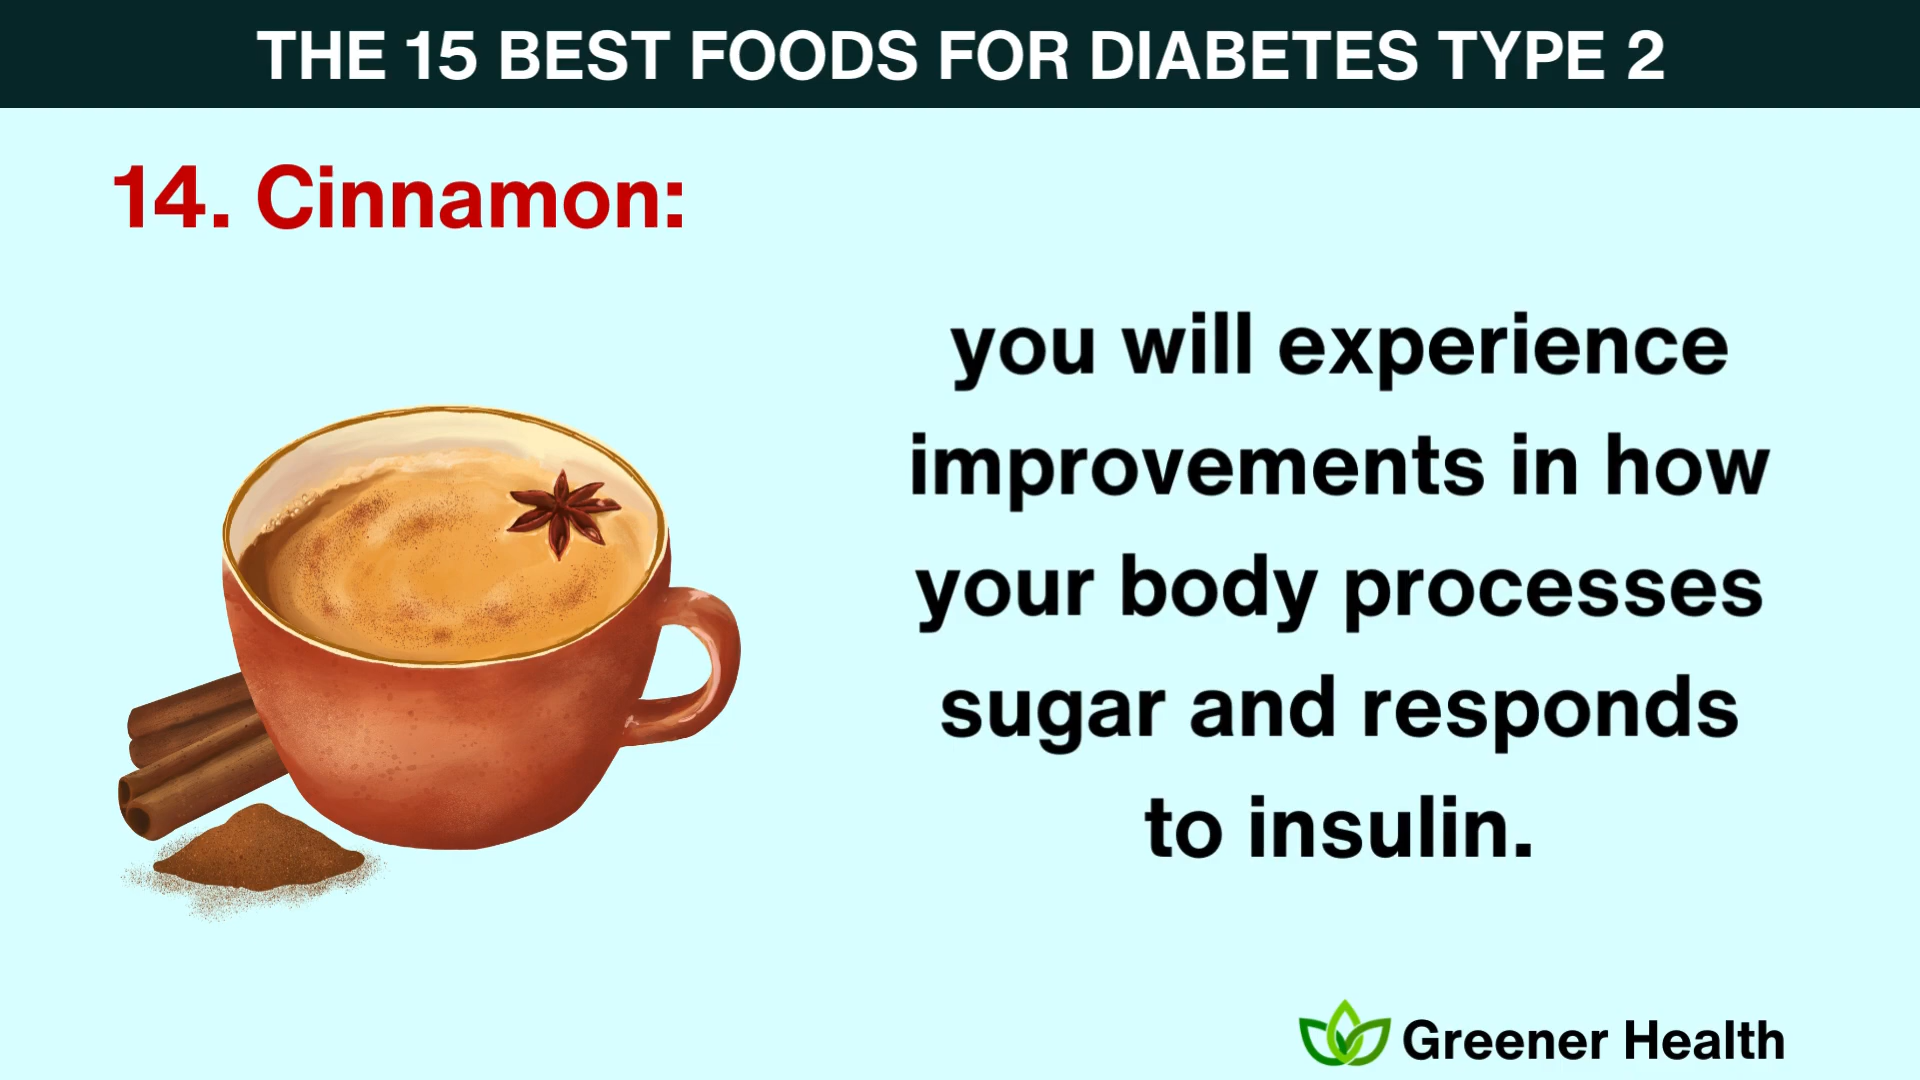 THE 15 BEST FOODS FOR DIABETES TYPE 2
14. Cinnamon:
you will experience
improvements in how
your body processes
sugar and responds
to insulin.
Greener Health